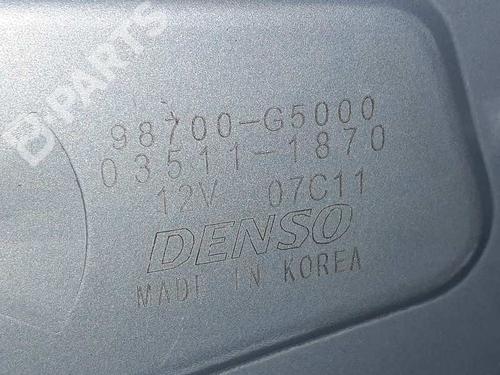 B-PARTS
98700-G5000
03511-1870
12V 07C11
DENSO
MADE IN KOREA